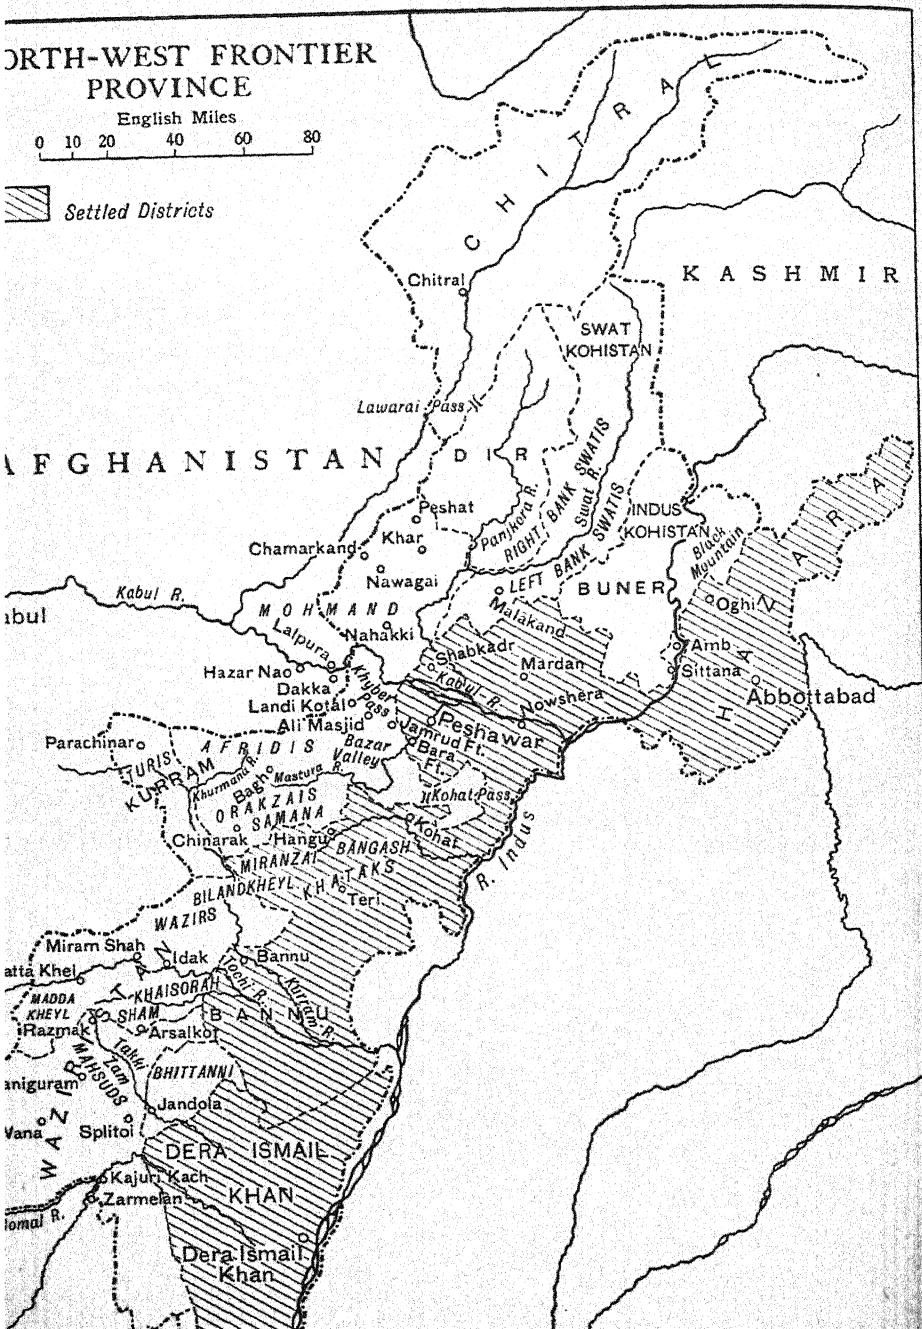 ORTH-WEST FRONTIER
PROVINCE
English Miles
0 10 20 40 60 80
Settled Districts
CHITRAL
Chitral
KASHMIR
SWAT
KOHISTAN
Lawarai Pass
AFGHANISTAN
DIR
Panjkora R.
RIGHT BANK SWATIS
Swat R.
LEFT BANK SWATIS
INDUS
KOHISTAN
Black
Mountain
HAZARA
Peshat
Khar
Chamarkand
Nawagai
BUNER
Oghi
Kabul R.
abul
MOHMAND
Malakand
Lalpura
Nahakki
Shabkadr
Amb
Sittana
Mardan
Hazar Nao
Dakka
Khyber
Pass
Kabul R.
Nowshera
Abbottabad
Landi Kotal
Ali Masjid
Peshawar
Jamrud Ft.
Bara
Ft.
Bazar
Valley
Parachinar
AFRIDIS
TURIS
KURRAM
Khurmana R.
Bagh
Mastura R.
Kohat Pass
ORAKZAIS
SAMANA
Kohat
Chinarak
Hangu
BANGASH
R. Indus
MIRANZAI
BILANDKHEYL
KHATAKS
Teri
WAZIRS
Miram Shah
Idak
Bannu
atta Khel
Tochi R.
Kurram R.
KHAISORAH
MADDA
KHEYL
SHAM
BANNU
Razmak
Arsalkot
Takki
Zam
MAHSUDS
BHITTANNI
aniguram
Jandola
Wana
Splitoi
WAZIRISTAN
DERA ISMAIL
KHAN
Kajuri Kach
Zarmelan
omal R.
Dera Ismail
Khan